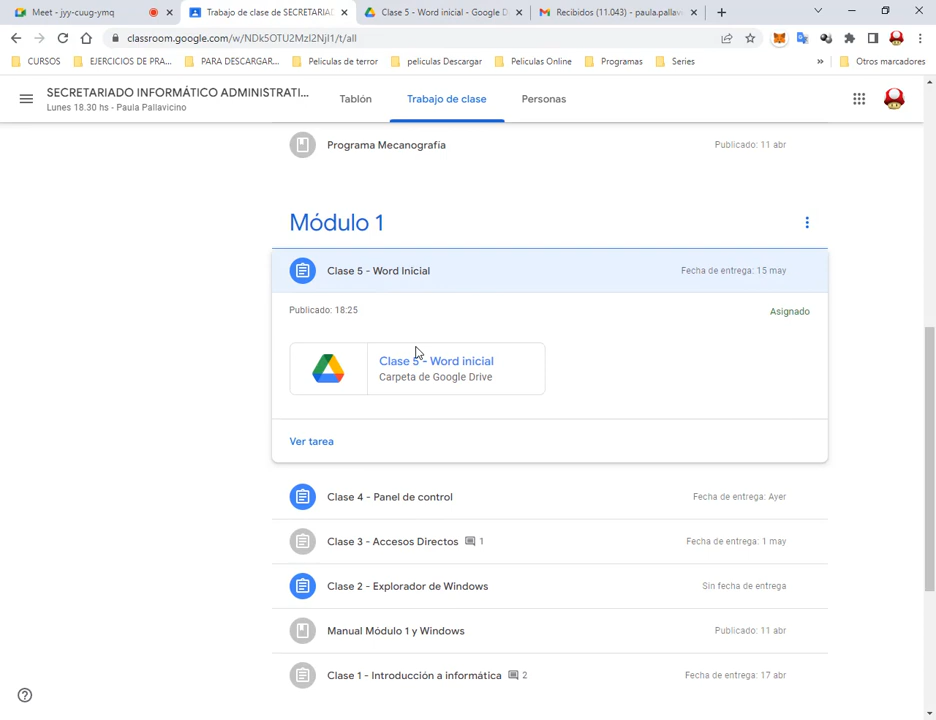 Meet - jyy-cuug-ymq
Trabajo de clase de SECRETARIA
Clase 5 - Word inicial - Google D
Recibidos (11.043) - paula.pallavi
classroom.google.com/w/NDk5OTU2MzI2NjI1/t/all
CURSOS
EJERCICIOS DE PRA...
PARA DESCARGAR...
Peliculas de terror
películas Descargar
Peliculas Online
Programas
Series
»
Otros marcadores
SECRETARIADO INFORMÁTICO ADMINISTRATI...
Lunes 18.30 hs - Paula Pallavicino
Tablón
Trabajo de clase
Personas
Programa Mecanografía
Publicado: 11 abr
Módulo 1
Clase 5 - Word Inicial
Fecha de entrega: 15 may
Publicado: 18:25
Asignado
Clase 5 - Word inicial
Carpeta de Google Drive
Ver tarea
Clase 4 - Panel de control
Fecha de entrega: Ayer
Clase 3 - Accesos Directos
1
Fecha de entrega: 1 may
Clase 2 - Explorador de Windows
Sin fecha de entrega
Manual Módulo 1 y Windows
Publicado: 11 abr
Clase 1 - Introducción a informática
2
Fecha de entrega: 17 abr